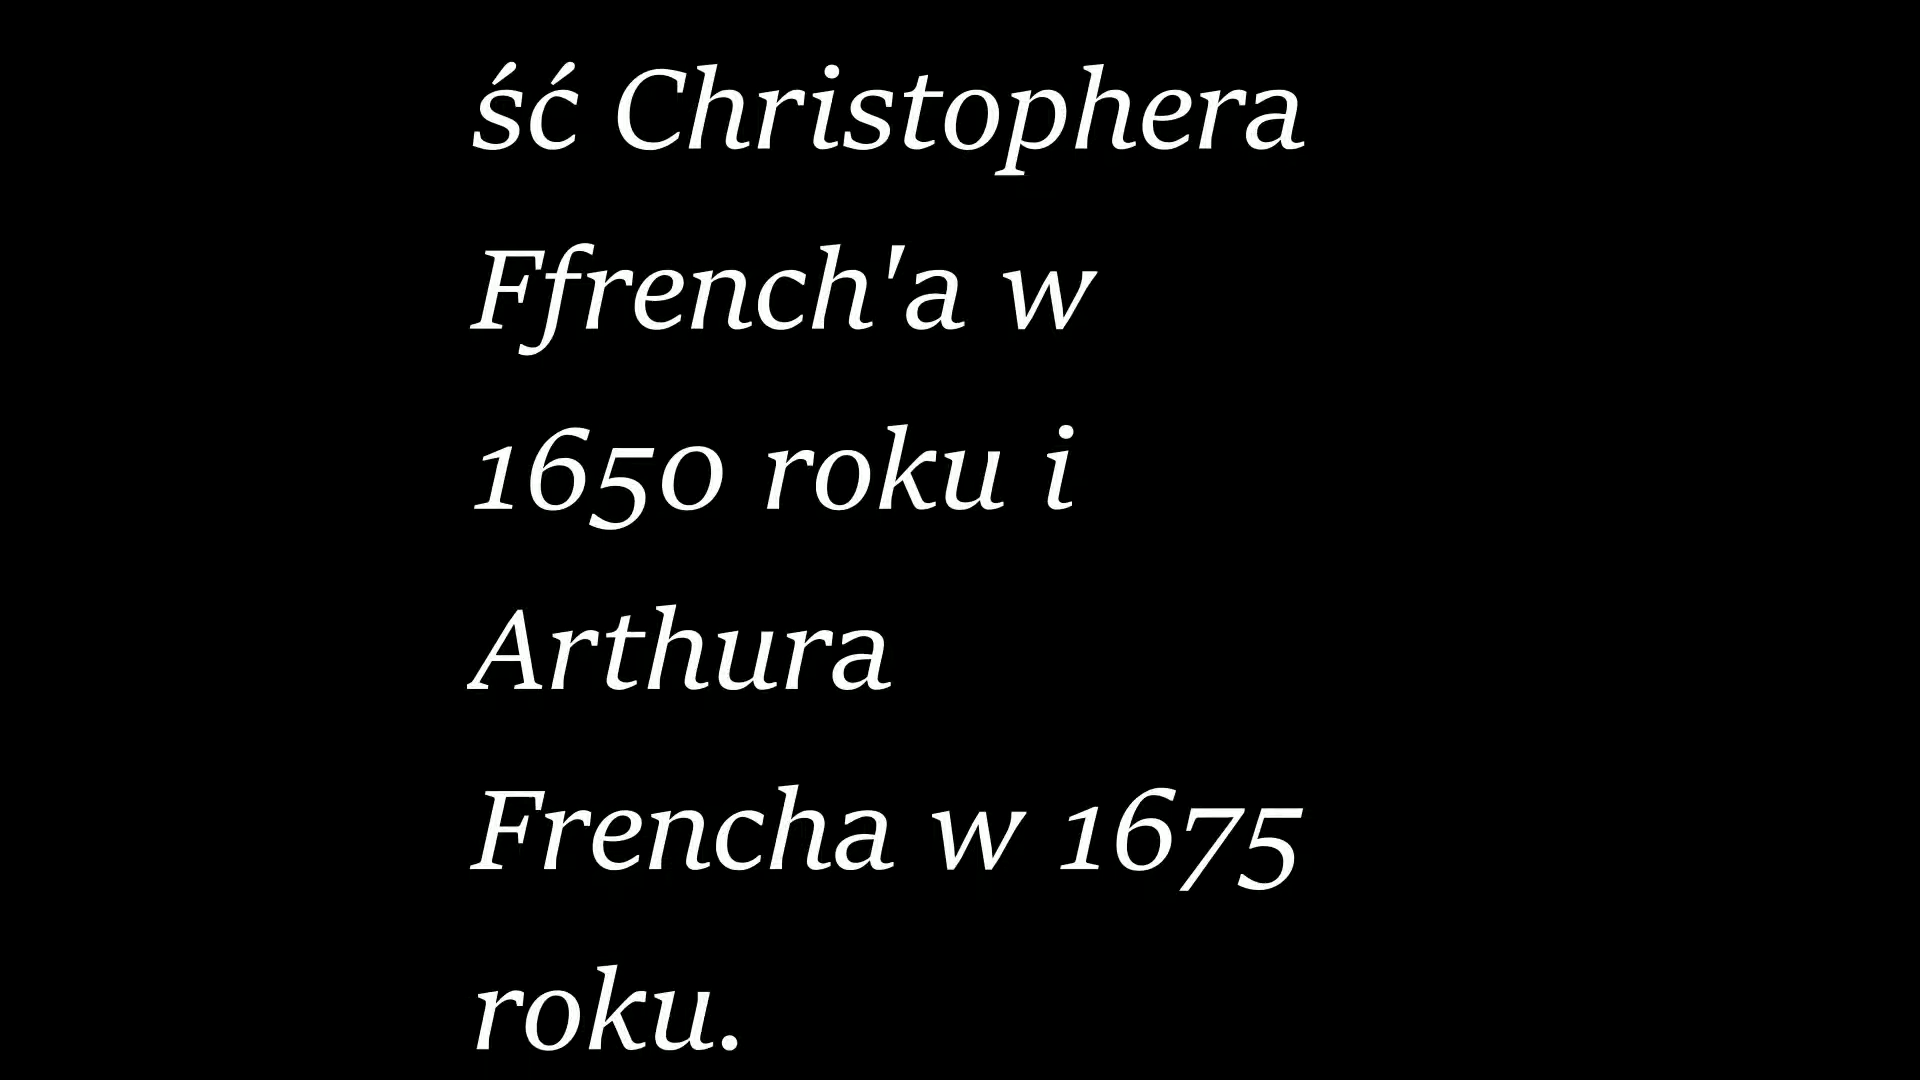 ść Christophera
Ffrench'a w
1650 roku i
Arthura
Frencha w 1675
roku.